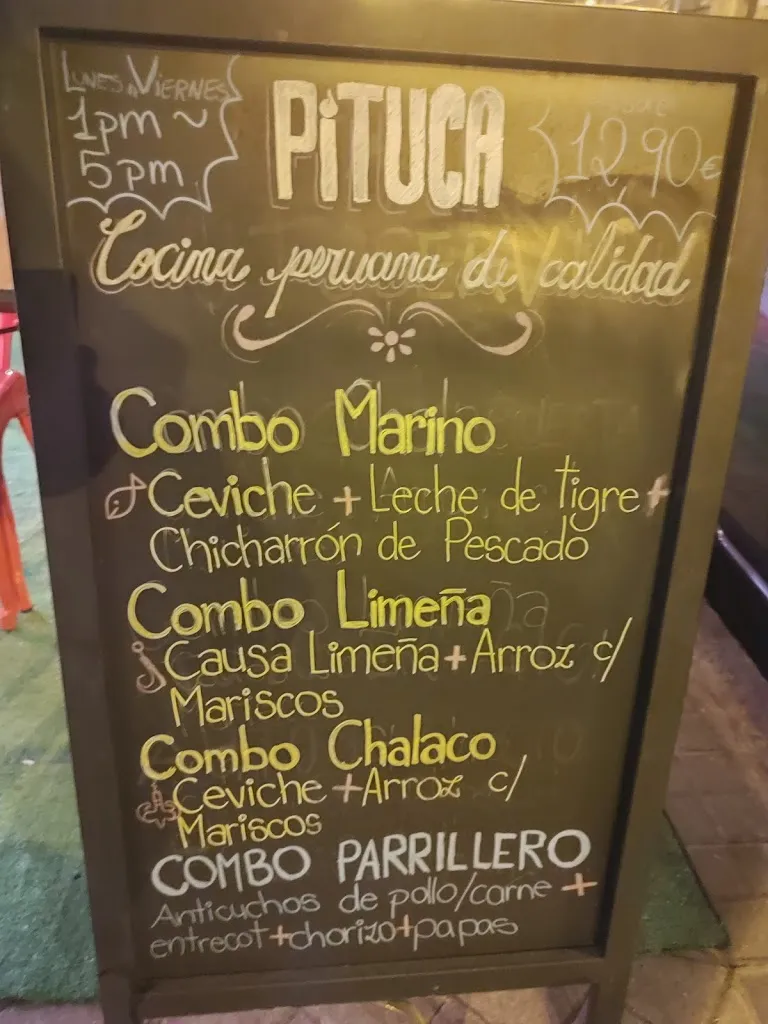 Lunes a Viernes
1pm ~
5pm
PiTUCA
12,90€
Cocina peruana de calidad
Combo Marino
Ceviche + Leche de tigre +
Chicharrón de Pescado
Combo Limeña
Causa Limeña + Arroz c/
Mariscos
Combo Chalaco
Ceviche + Arroz c/
Mariscos
COMBO PARRILLERO
Anticuchos de pollo/carne +
entrecot + chorizo + papas